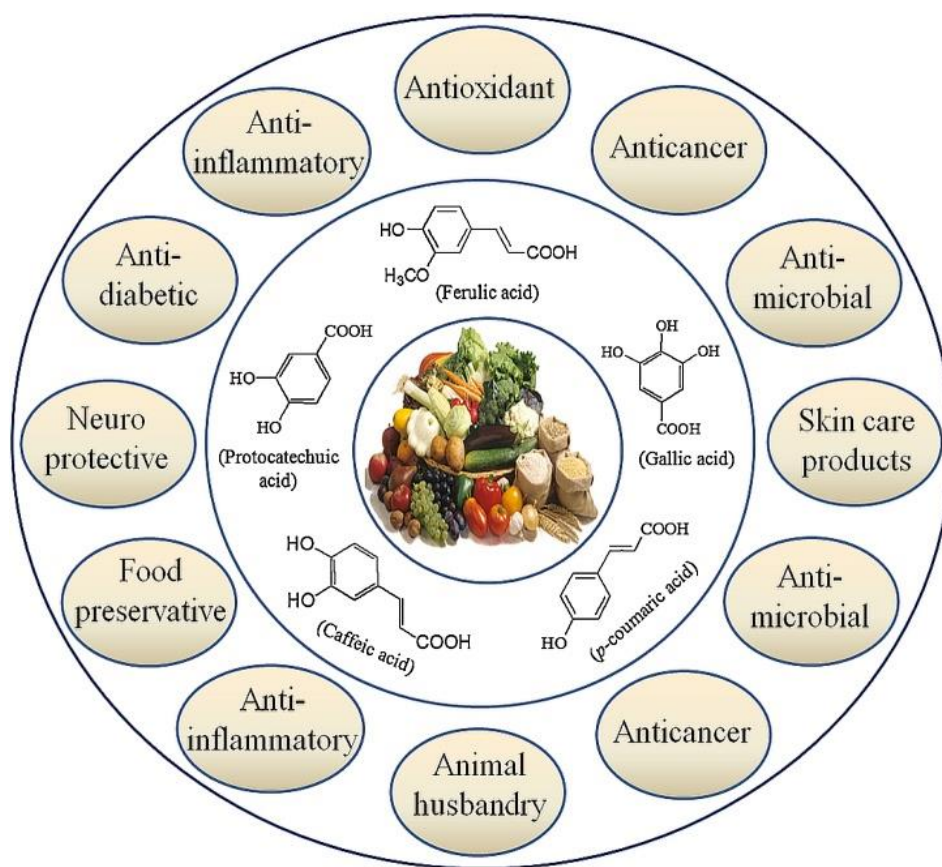 Antioxidant
Anticancer
Anti-
microbial
Skin care
products
Anti-
microbial
Anticancer
Animal
husbandry
Anti-
inflammatory
Food
preservative
Neuro
protective
Anti-
diabetic
Anti-
inflammatory
HO
H₃CO
COOH
(Ferulic acid)
OH
HO
OH
COOH
(Gallic acid)
COOH
HO
(p-coumaric acid)
HO
HO
COOH
(Caffeic acid)
COOH
HO
HO
(Protocatechuic
acid)